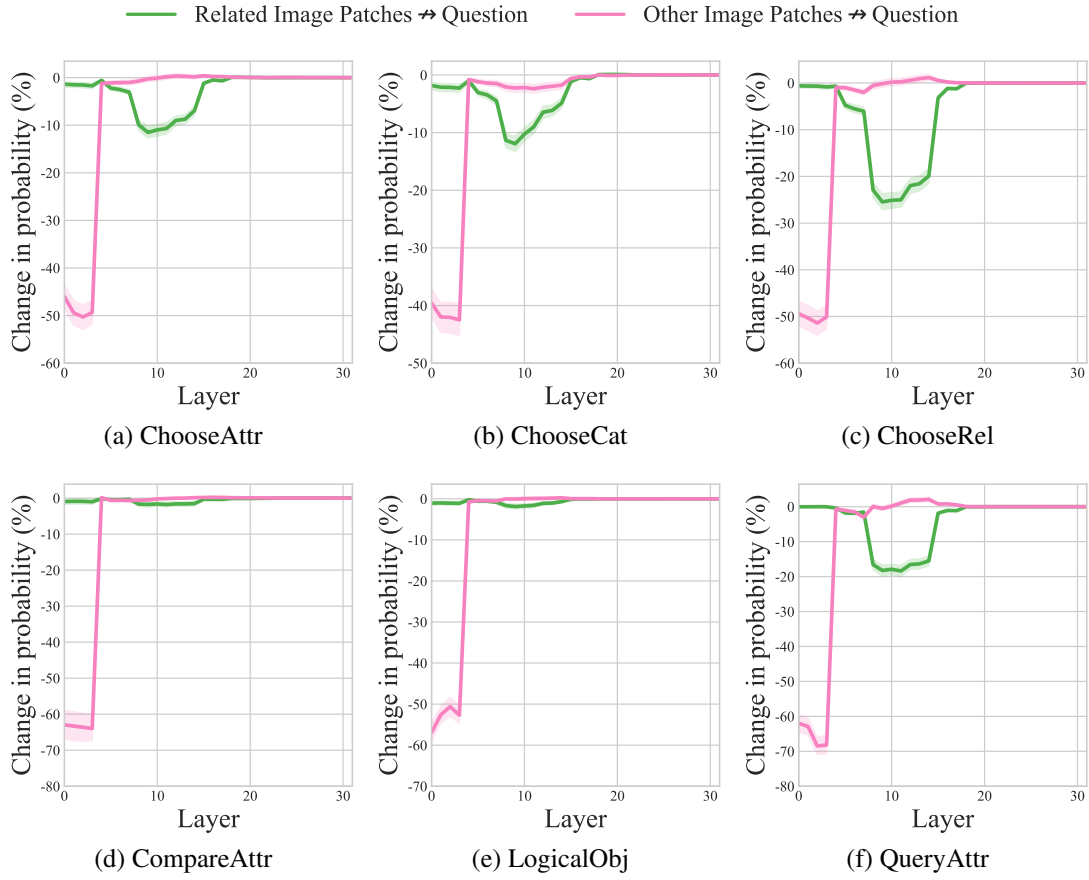 Related Image Patches ↛ Question Other Image Patches ↛ Question
Change in probability (%)
0
-10
-20
-30
-40
-50
-60
0 10 20 30
Layer
(a) ChooseAttr
Change in probability (%)
0
-10
-20
-30
-40
-50
0 10 20 30
Layer
(b) ChooseCat
Change in probability (%)
0
-10
-20
-30
-40
-50
-60
0 10 20 30
Layer
(c) ChooseRel
Change in probability (%)
0
-10
-20
-30
-40
-50
-60
-70
-80
0 10 20 30
Layer
(d) CompareAttr
Change in probability (%)
0
-10
-20
-30
-40
-50
-60
-70
0 10 20 30
Layer
(e) LogicalObj
Change in probability (%)
0
-10
-20
-30
-40
-50
-60
-70
-80
0 10 20 30
Layer
(f) QueryAttr